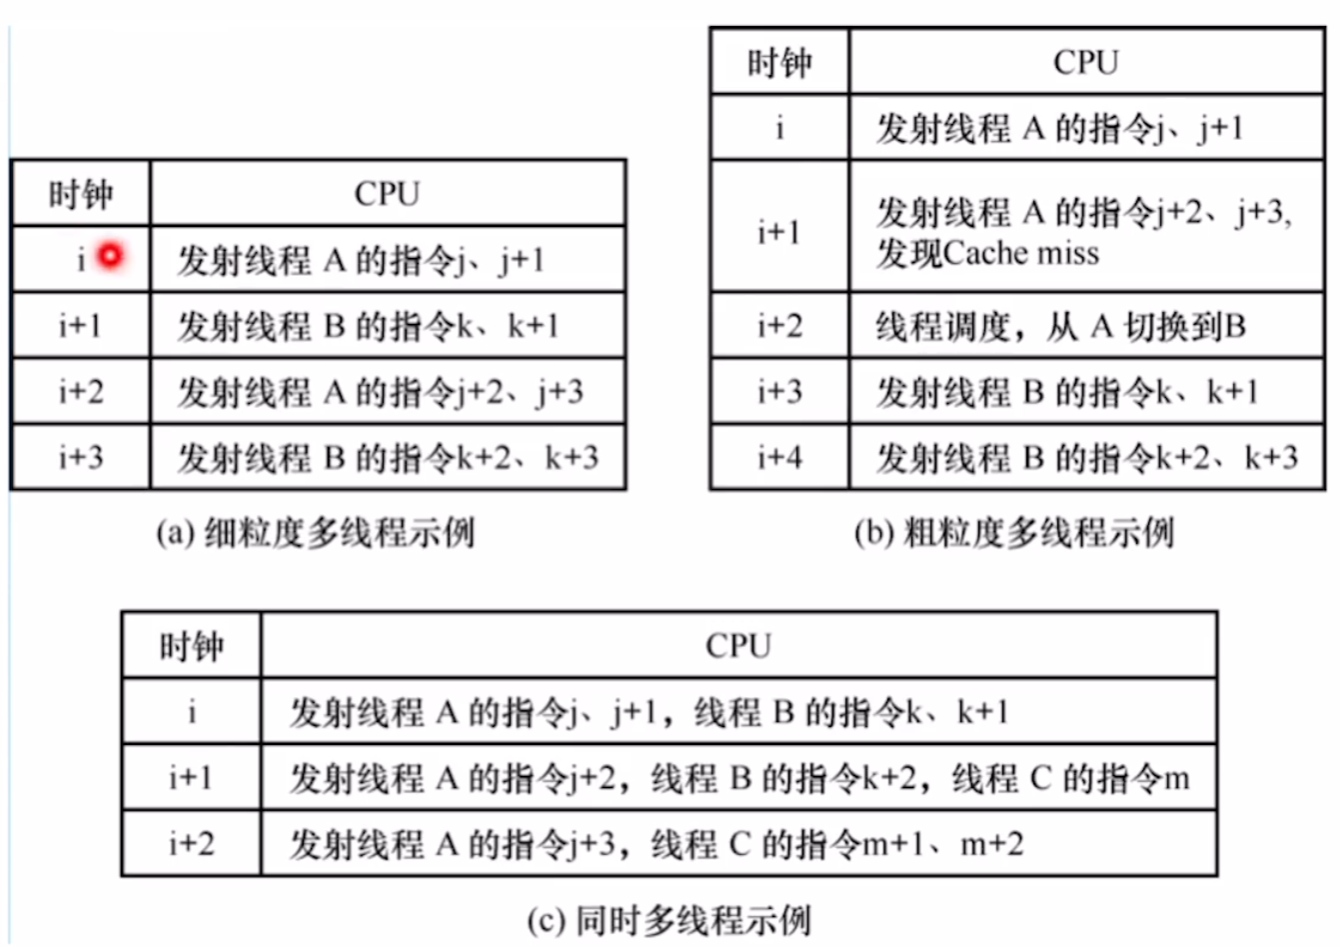 时钟 CPU
i 发射线程 A 的指令j、j+1
i+1 发射线程 B 的指令k、k+1
i+2 发射线程 A 的指令j+2、j+3
i+3 发射线程 B 的指令k+2、k+3
(a) 细粒度多线程示例
时钟 CPU
i 发射线程 A 的指令j、j+1
i+1 发射线程 A 的指令j+2、j+3,
发现Cache miss
i+2 线程调度，从 A 切换到B
i+3 发射线程 B 的指令k、k+1
i+4 发射线程 B 的指令k+2、k+3
(b) 粗粒度多线程示例
时钟 CPU
i 发射线程 A 的指令j、j+1，线程 B 的指令k、k+1
i+1 发射线程 A 的指令j+2，线程 B 的指令k+2，线程 C 的指令m
i+2 发射线程 A 的指令j+3，线程 C 的指令m+1、m+2
(c) 同时多线程示例